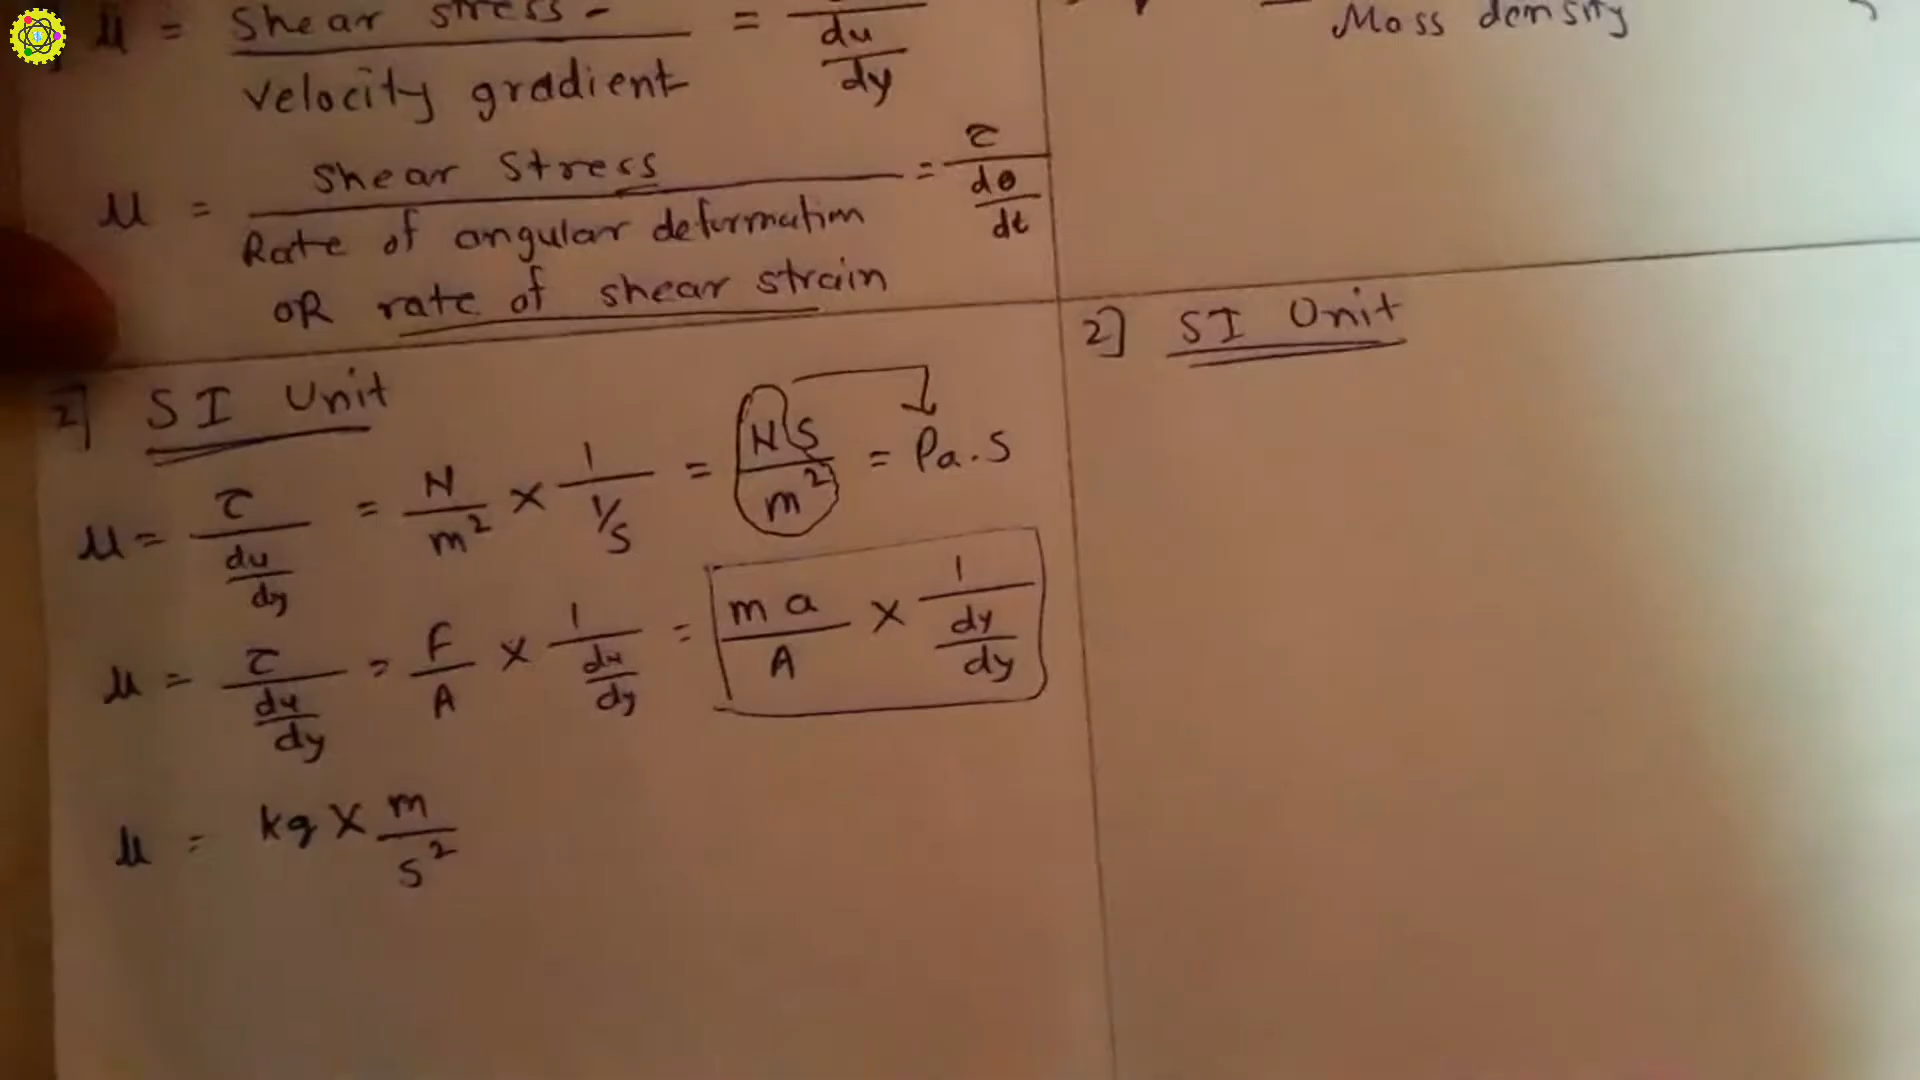 μ = Shear stress / Velocity gradient = / du/dy
μ = Shear Stress / Rate of angular deformation = τ / dθ/dt
OR rate of shear strain
2] SI Unit
μ = τ / du/dy = N/m² × 1 / 1/s = NS/m² = Pa.S
μ = τ / du/dy = F/A × 1 / du/dy = ma/A × 1 / dy/dy
μ = kg × m/s²
Mass density
2] SI Unit